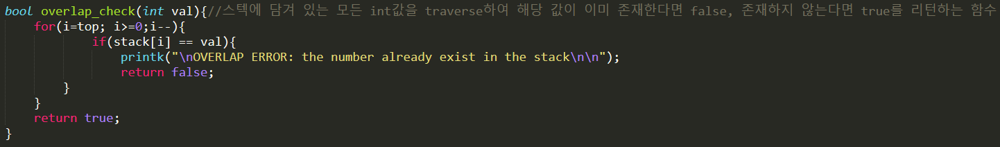 bool overlap_check(int val){//스텍에 담겨 있는 모든 int값을 traverse하여 해당 값이 이미 존재한다면 false, 존재하지 않는다면 true를 리턴하는 함수
    for(i=top; i>=0;i--){
            if(stack[i] == val){
                printk("\nOVERLAP ERROR: the number already exist in the stack\n\n");
                return false;
        }
    }
    return true;
}